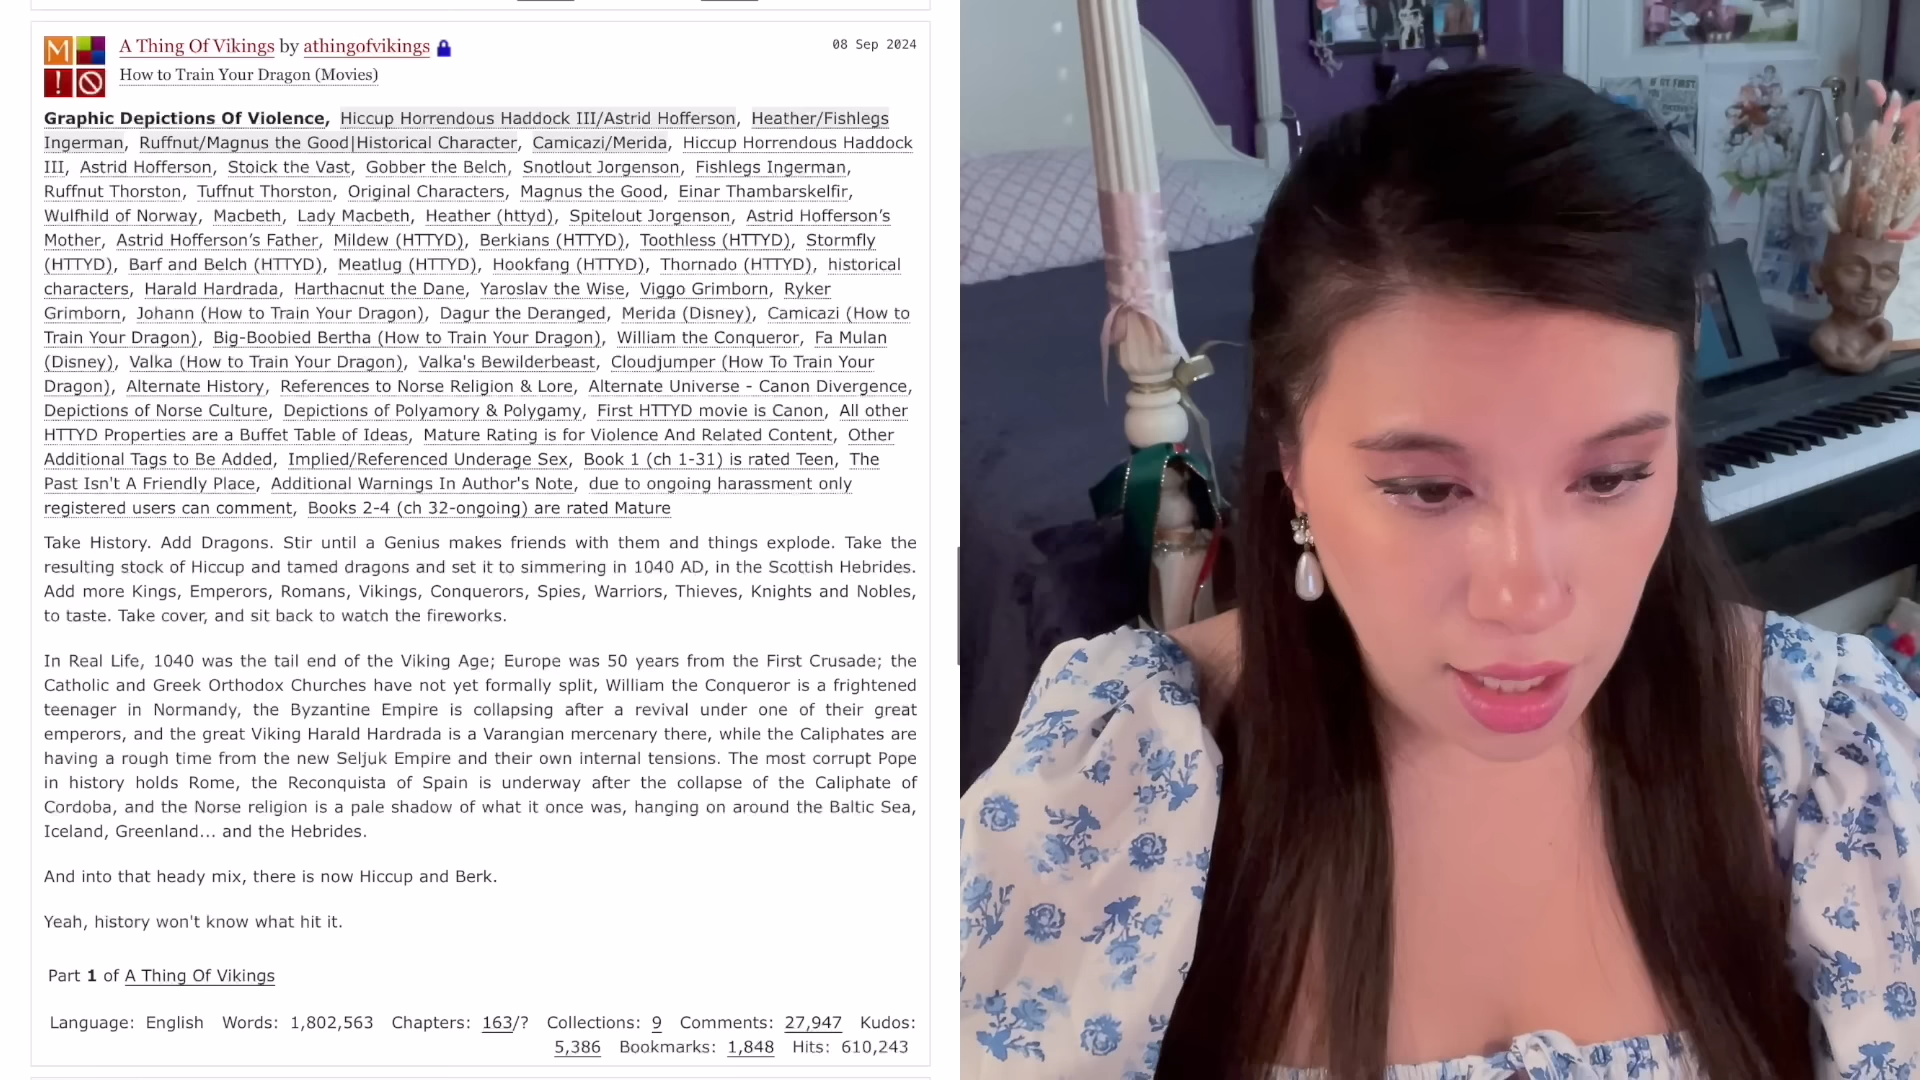 A Thing Of Vikings by athingofvikings
08 Sep 2024
How to Train Your Dragon (Movies)
Graphic Depictions Of Violence, Hiccup Horrendous Haddock III/Astrid Hofferson, Heather/Fishlegs
Ingerman, Ruffnut/Magnus the Good|Historical Character, Camicazi/Merida, Hiccup Horrendous Haddock
III, Astrid Hofferson, Stoick the Vast, Gobber the Belch, Snotlout Jorgenson, Fishlegs Ingerman,
Ruffnut Thorston, Tuffnut Thorston, Original Characters, Magnus the Good, Einar Thambarskelfir,
Wulfhild of Norway, Macbeth, Lady Macbeth, Heather (httyd), Spitelout Jorgenson, Astrid Hofferson’s
Mother, Astrid Hofferson’s Father, Mildew (HTTYD), Berkians (HTTYD), Toothless (HTTYD), Stormfly
(HTTYD), Barf and Belch (HTTYD), Meatlug (HTTYD), Hookfang (HTTYD), Thornado (HTTYD), historical
characters, Harald Hardrada, Harthacnut the Dane, Yaroslav the Wise, Viggo Grimborn, Ryker
Grimborn, Johann (How to Train Your Dragon), Dagur the Deranged, Merida (Disney), Camicazi (How to
Train Your Dragon), Big-Boobied Bertha (How to Train Your Dragon), William the Conqueror, Fa Mulan
(Disney), Valka (How to Train Your Dragon), Valka's Bewilderbeast, Cloudjumper (How To Train Your
Dragon), Alternate History, References to Norse Religion & Lore, Alternate Universe - Canon Divergence,
Depictions of Norse Culture, Depictions of Polyamory & Polygamy, First HTTYD movie is Canon, All other
HTTYD Properties are a Buffet Table of Ideas, Mature Rating is for Violence And Related Content, Other
Additional Tags to Be Added, Implied/Referenced Underage Sex, Book 1 (ch 1-31) is rated Teen, The
Past Isn't A Friendly Place, Additional Warnings In Author's Note, due to ongoing harassment only
registered users can comment, Books 2-4 (ch 32-ongoing) are rated Mature
Take History. Add Dragons. Stir until a Genius makes friends with them and things explode. Take the
resulting stock of Hiccup and tamed dragons and set it to simmering in 1040 AD, in the Scottish Hebrides.
Add more Kings, Emperors, Romans, Vikings, Conquerors, Spies, Warriors, Thieves, Knights and Nobles,
to taste. Take cover, and sit back to watch the fireworks.
In Real Life, 1040 was the tail end of the Viking Age; Europe was 50 years from the First Crusade; the
Catholic and Greek Orthodox Churches have not yet formally split, William the Conqueror is a frightened
teenager in Normandy, the Byzantine Empire is collapsing after a revival under one of their great
emperors, and the great Viking Harald Hardrada is a Varangian mercenary there, while the Caliphates are
having a rough time from the new Seljuk Empire and their own internal tensions. The most corrupt Pope
in history holds Rome, the Reconquista of Spain is underway after the collapse of the Caliphate of
Cordoba, and the Norse religion is a pale shadow of what it once was, hanging on around the Baltic Sea,
Iceland, Greenland... and the Hebrides.
And into that heady mix, there is now Hiccup and Berk.
Yeah, history won't know what hit it.
Part 1 of A Thing Of Vikings
Language: English Words: 1,802,563 Chapters: 163/? Collections: 9 Comments: 27,947 Kudos:
5,386 Bookmarks: 1,848 Hits: 610,243